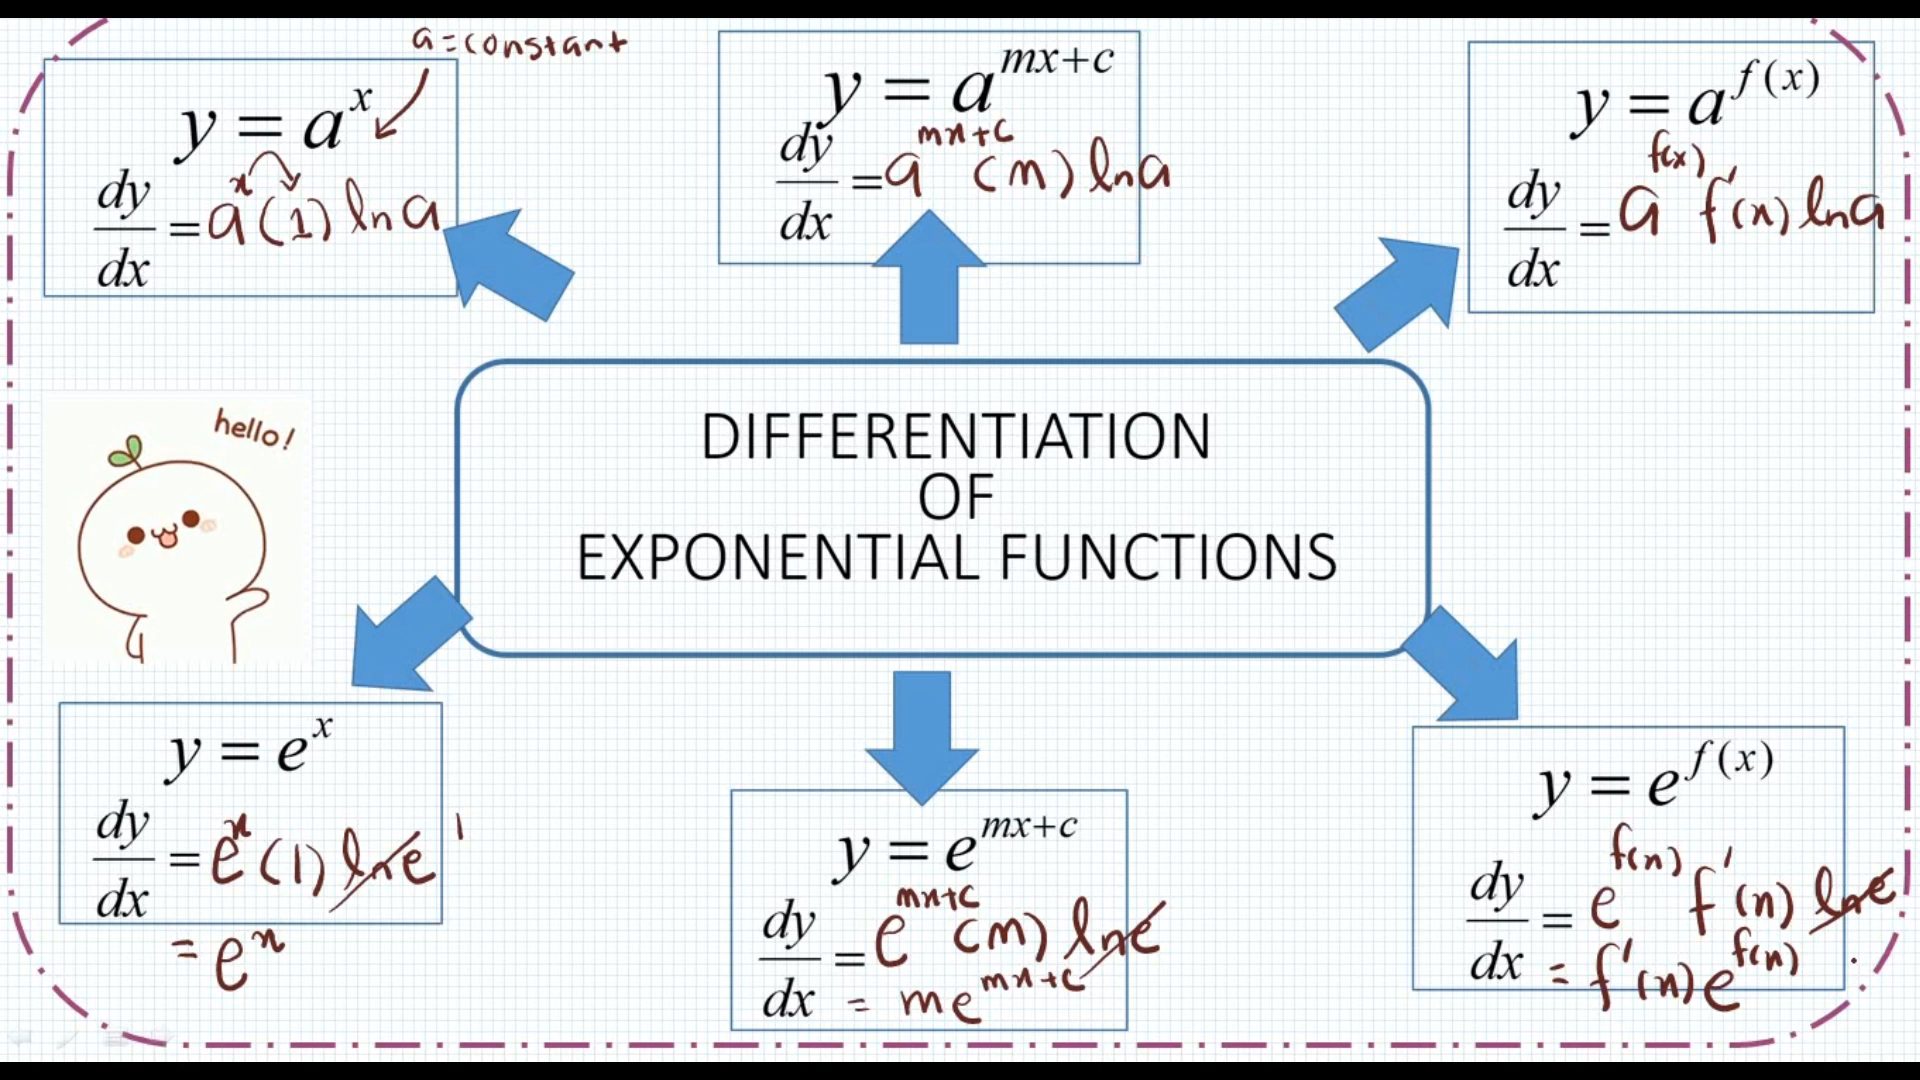 a = constant
y = a^x
dy/dx = a^x (1) ln a
y = a^{mx+c}
dy/dx = a^{mx+c} (m) ln a
y = a^{f(x)}
dy/dx = a^{f(x)} f'(x) ln a
hello!
DIFFERENTIATION
OF
EXPONENTIAL FUNCTIONS
y = e^x
dy/dx = e^x (1) ln e 1
= e^x
y = e^{mx+c}
dy/dx = e^{mx+c} (m) ln e
= me^{mx+c}
y = e^{f(x)}
dy/dx = e^{f(x)} f'(x) ln e
= f'(x) e^{f(x)}